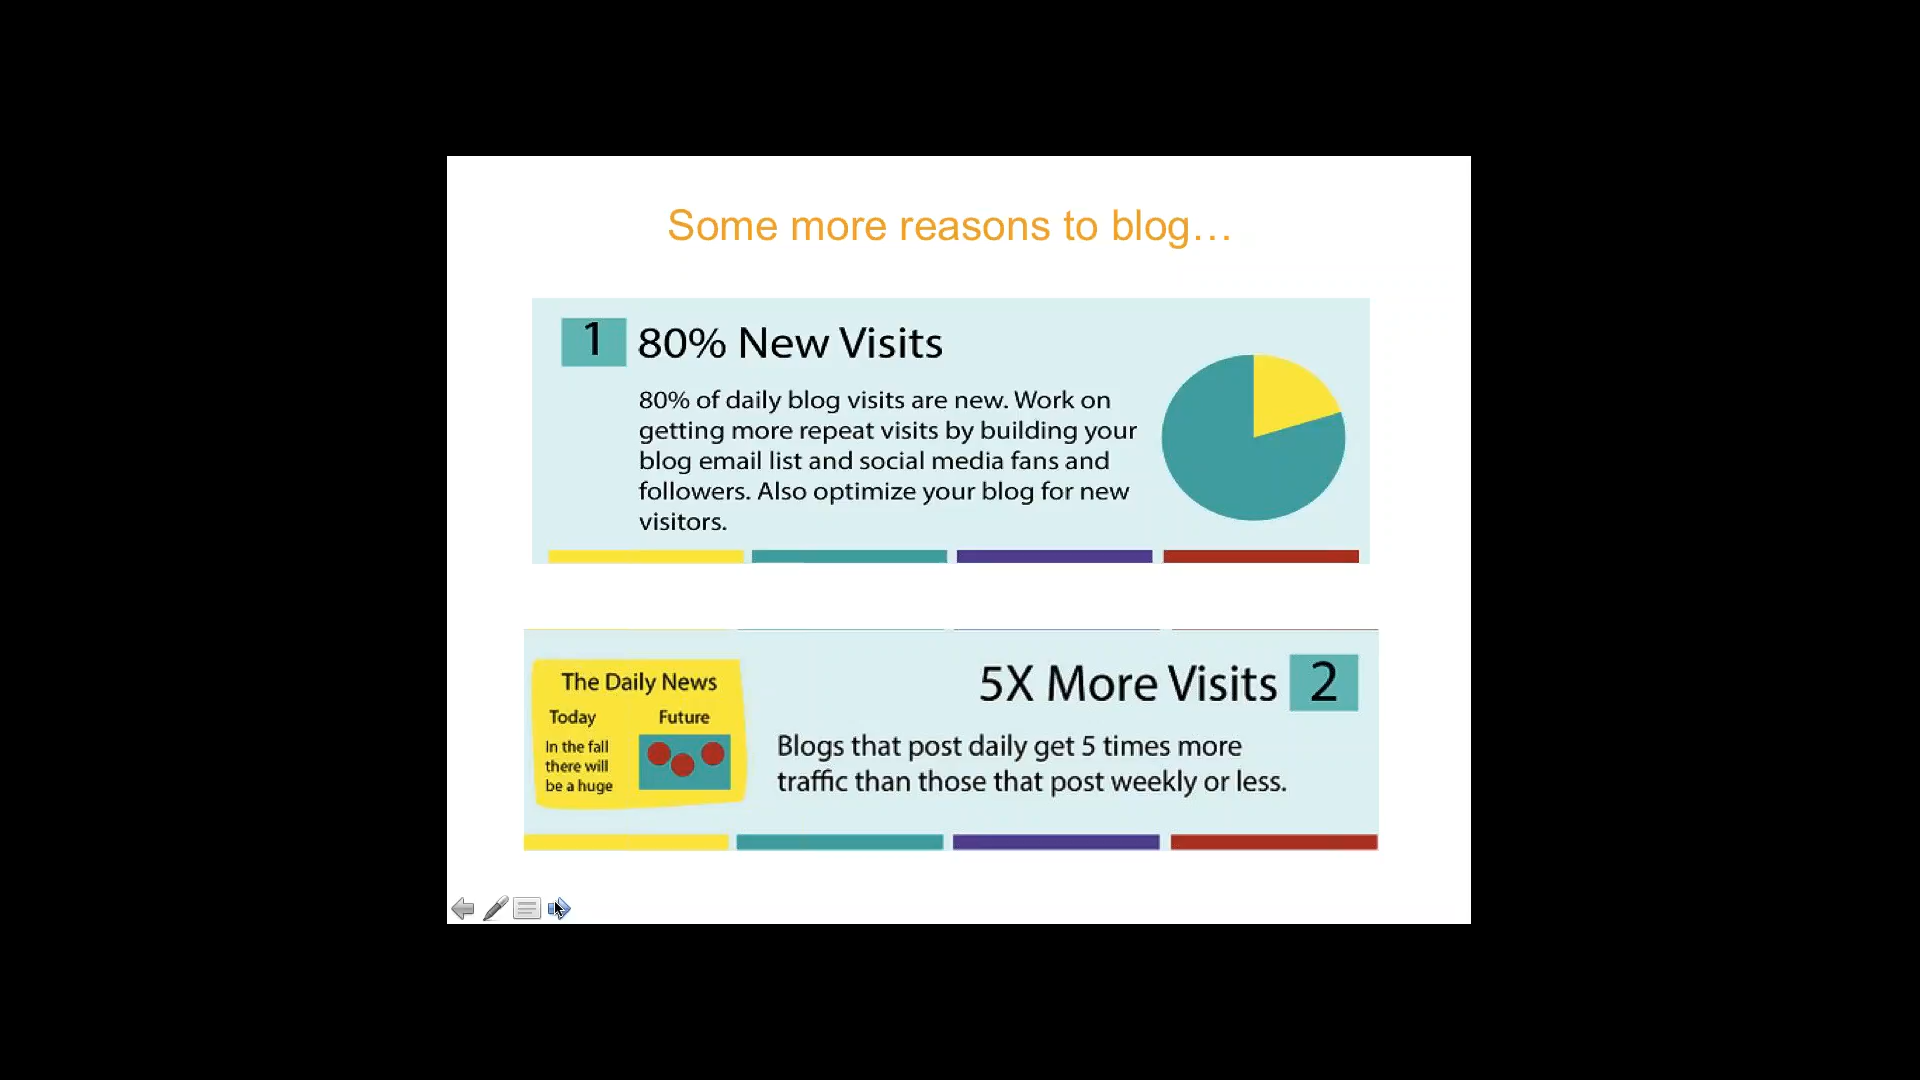 Some more reasons to blog…
1 80% New Visits
80% of daily blog visits are new. Work on
getting more repeat visits by building your
blog email list and social media fans and
followers. Also optimize your blog for new
visitors.
5X More Visits 2
The Daily News
Today Future
In the fall
there will
be a huge
Blogs that post daily get 5 times more
traffic than those that post weekly or less.